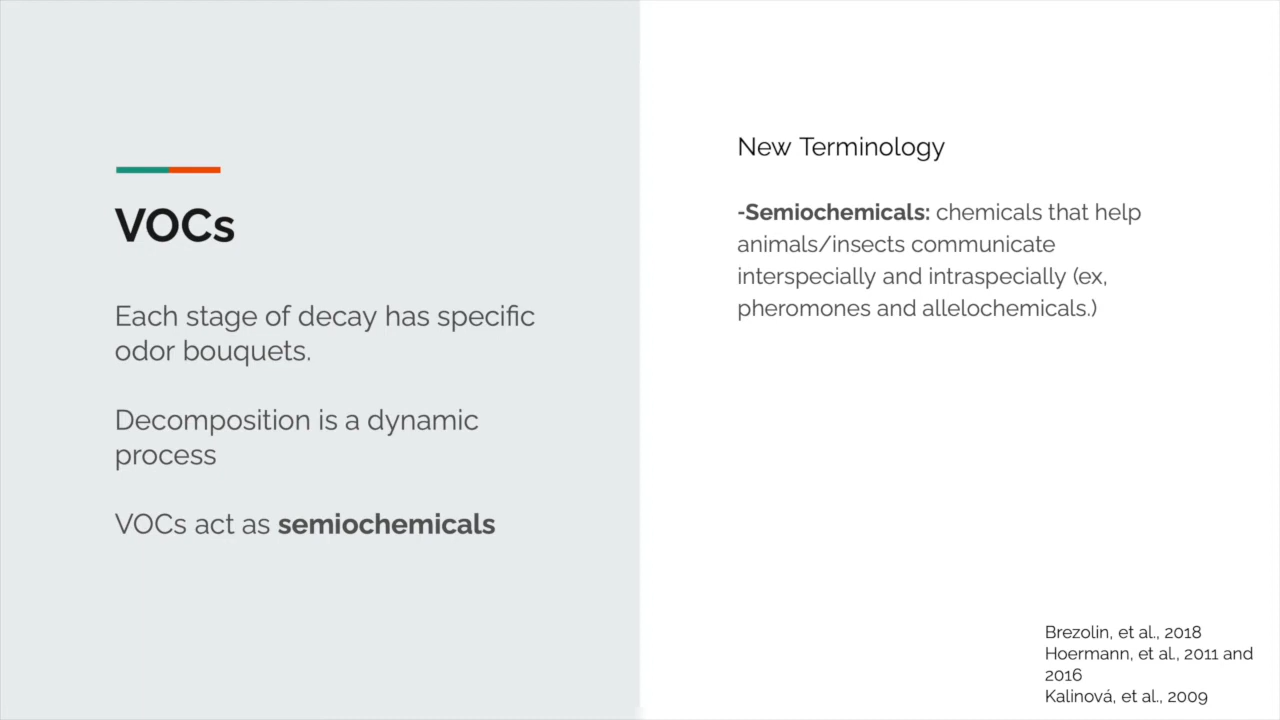 VOCs
Each stage of decay has specific
odor bouquets.
Decomposition is a dynamic
process
VOCs act as semiochemicals
New Terminology
-Semiochemicals: chemicals that help
animals/insects communicate
interspecially and intraspecially (ex,
pheromones and allelochemicals.)
Brezolin, et al., 2018
Hoermann, et al., 2011 and
2016
Kalinová, et al., 2009